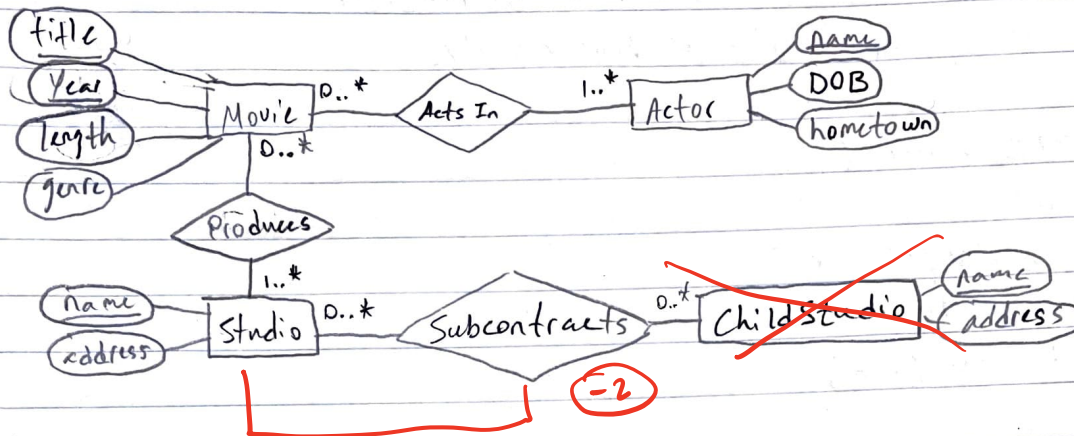 title
Year
length
genre
Movie
0..*
Acts In
1..*
Actor
name
DOB
hometown
0..*
Produces
1..*
name
address
Studio
0..*
Subcontracts
0..*
ChildStudio
name
address
-2